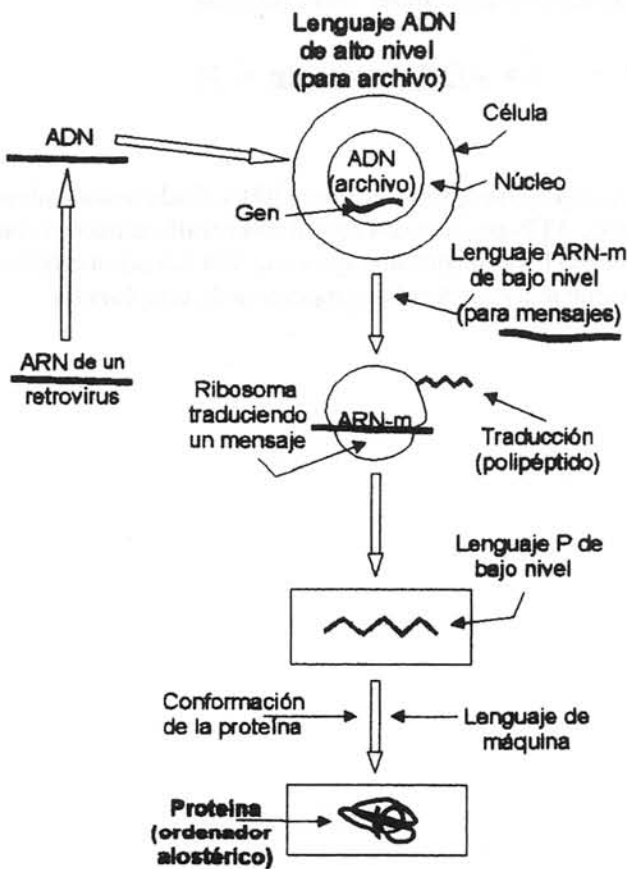 Lenguaje ADN
de alto nivel
(para archivo)
ADN
Célula
ADN
(archivo)
Núcleo
Gen
Lenguaje ARN-m
de bajo nivel
(para mensajes)
ARN de un
retrovirus
Ribosoma
traduciendo
un mensaje
ARN-m
Traducción
(polipéptido)
Lenguaje P de
bajo nivel
Conformación
de la proteína
Lenguaje de
máquina
Proteína
(ordenador
alostérico)